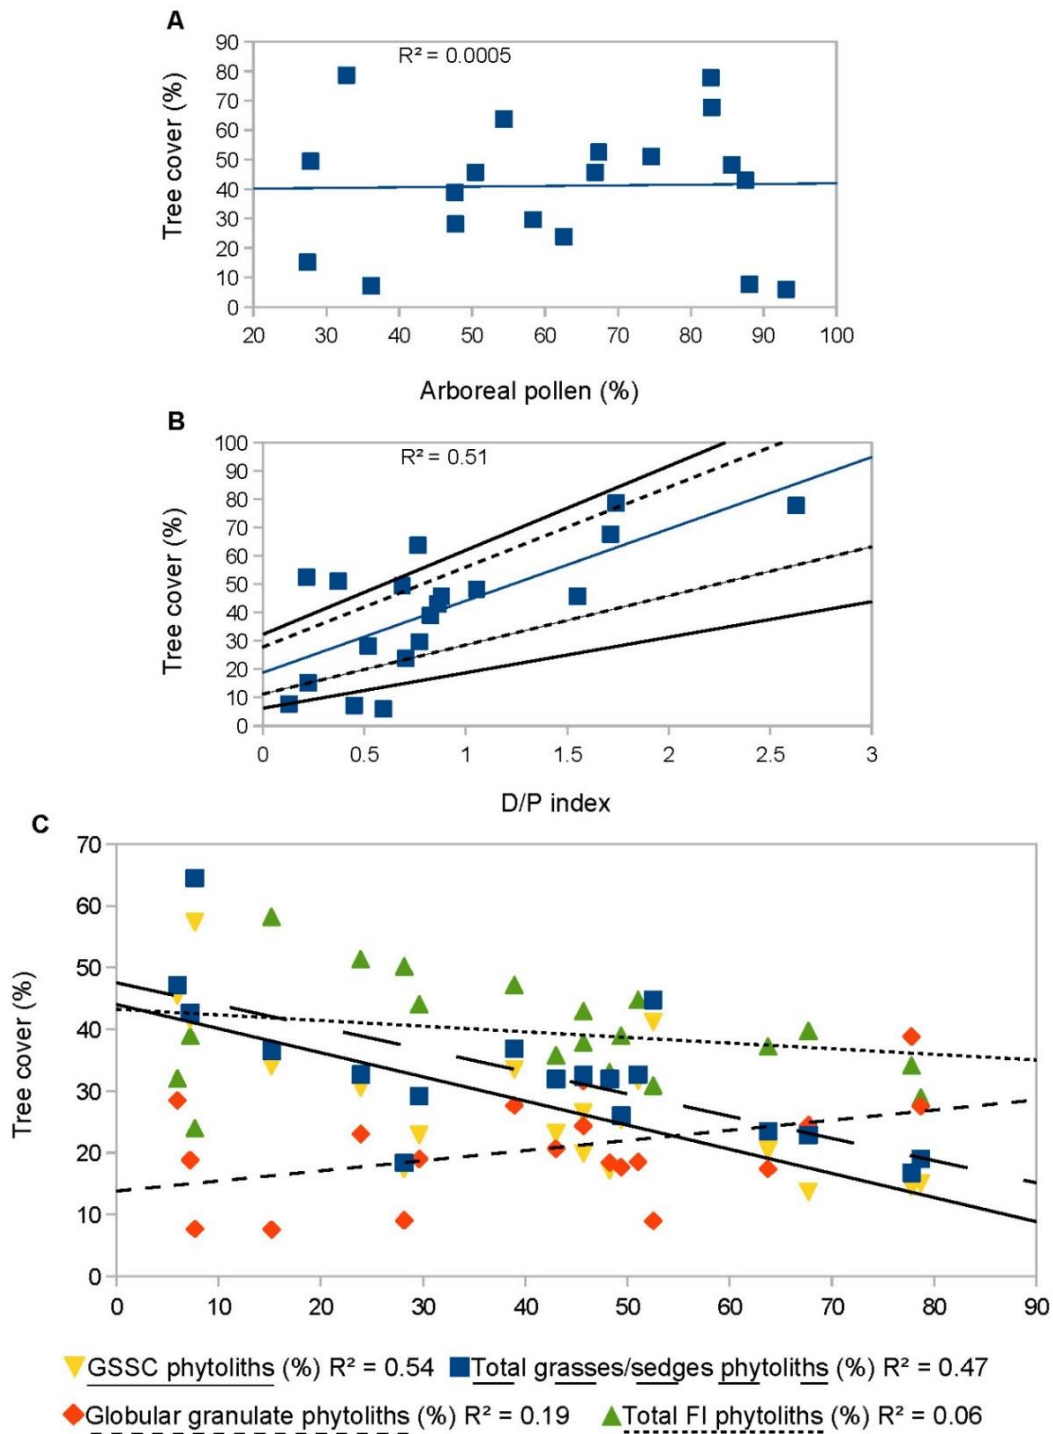 A
R² = 0.0005
90
80
70
60
50
40
30
20
10
0
Tree cover (%)
20 30 40 50 60 70 80 90 100
Arboreal pollen (%)
B
R² = 0.51
100
90
80
70
60
50
40
30
20
10
0
Tree cover (%)
0 0.5 1 1.5 2 2.5 3
D/P index
C
70
60
50
40
30
20
10
0
Tree cover (%)
0 10 20 30 40 50 60 70 80 90
GSSC phytoliths (%) R² = 0.54 Total grasses/sedges phytoliths (%) R² = 0.47
Globular granulate phytoliths (%) R² = 0.19 Total FI phytoliths (%) R² = 0.06